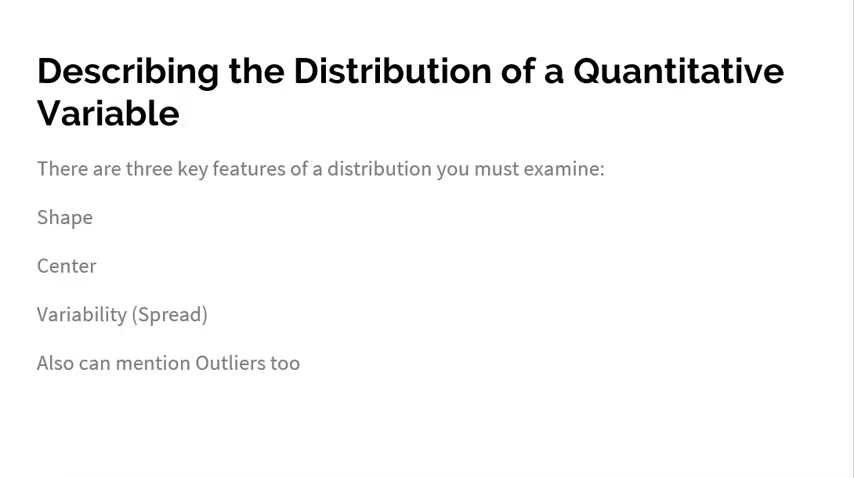 Describing the Distribution of a Quantitative
Variable
There are three key features of a distribution you must examine:
Shape
Center
Variability (Spread)
Also can mention Outliers too